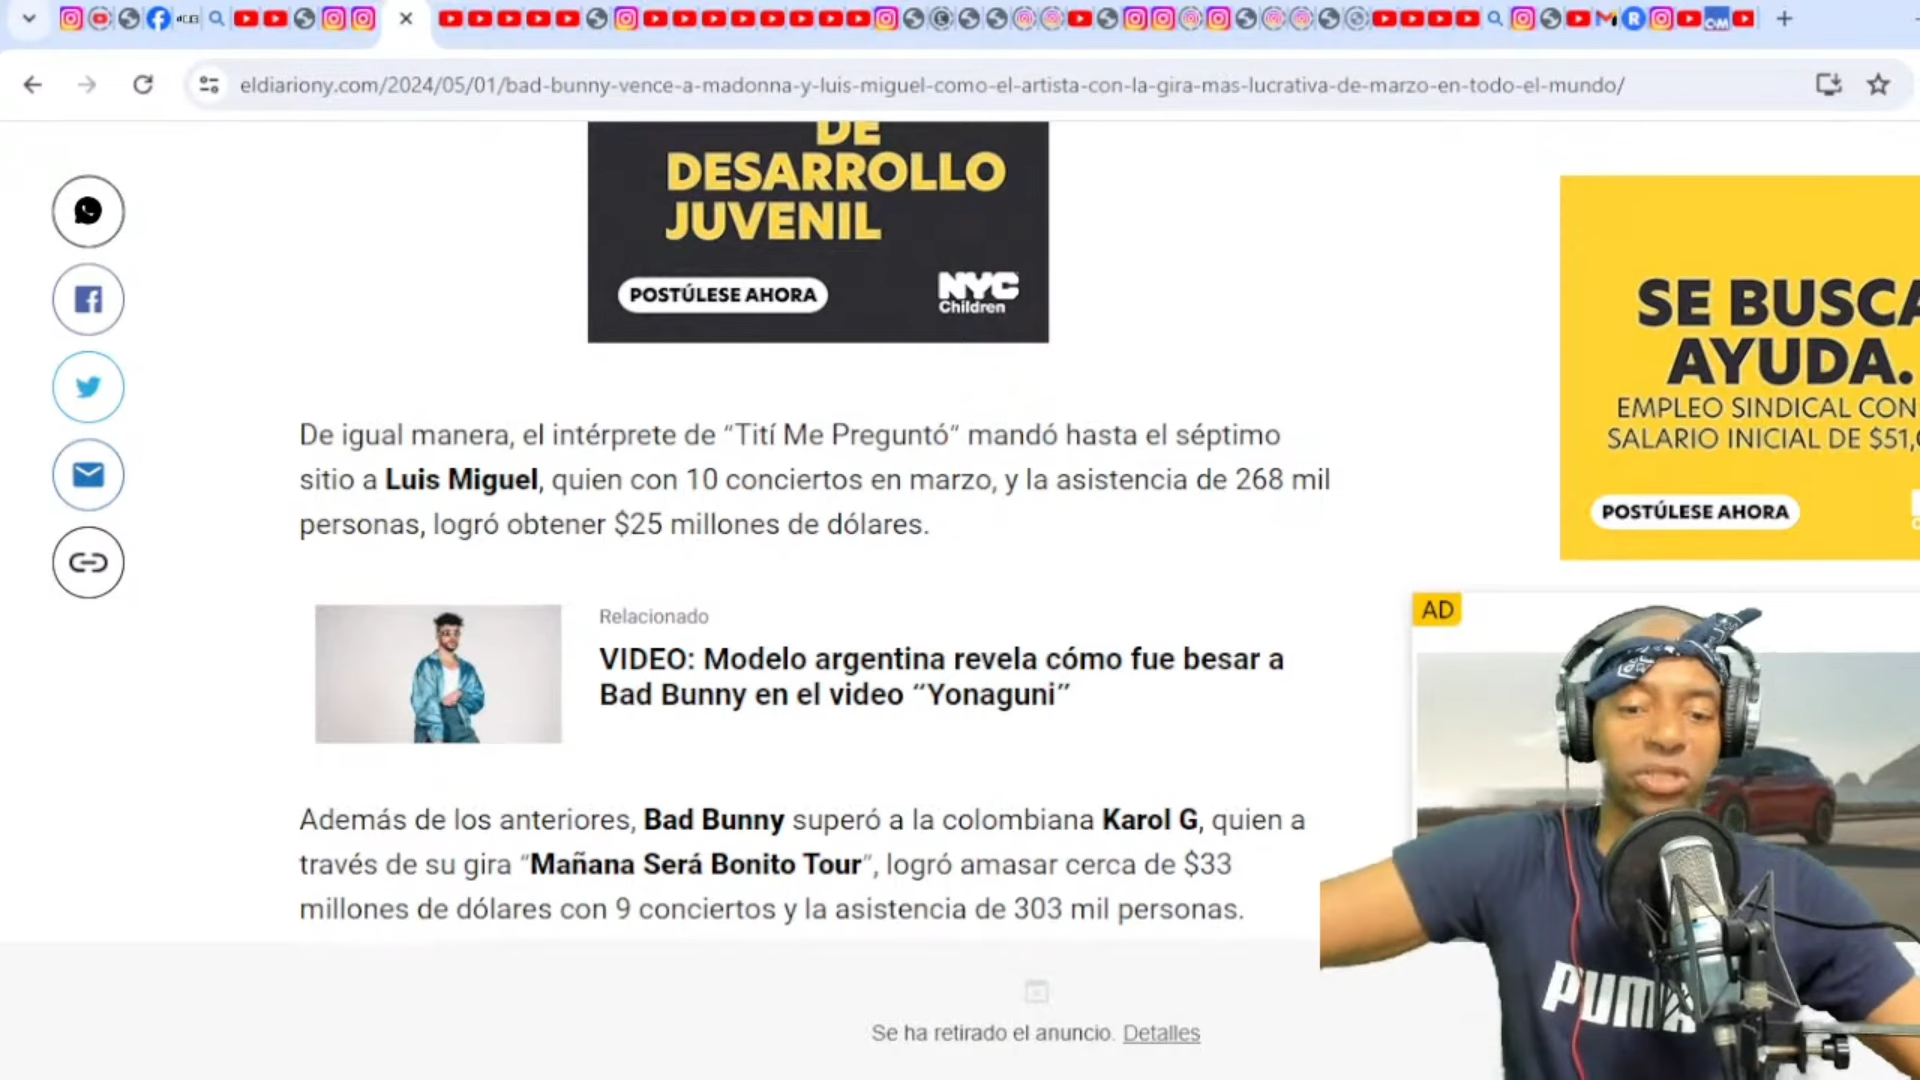 eldiariony.com/2024/05/01/bad-bunny-vence-a-madonna-y-luis-miguel-como-el-artista-con-la-gira-mas-lucrativa-de-marzo-en-todo-el-mundo/
DE
DESARROLLO
JUVENIL
POSTÚLESE AHORA
NYC
Children
SE BUSCA
AYUDA.
EMPLEO SINDICAL CON
SALARIO INICIAL DE $51,
POSTÚLESE AHORA
De igual manera, el intérprete de “Tití Me Preguntó” mandó hasta el séptimo
sitio a Luis Miguel, quien con 10 conciertos en marzo, y la asistencia de 268 mil
personas, logró obtener $25 millones de dólares.
Relacionado
VIDEO: Modelo argentina revela cómo fue besar a
Bad Bunny en el video “Yonaguni”
AD
Además de los anteriores, Bad Bunny superó a la colombiana Karol G, quien a
través de su gira “Mañana Será Bonito Tour”, logró amasar cerca de $33
millones de dólares con 9 conciertos y la asistencia de 303 mil personas.
PUMA
Se ha retirado el anuncio. Detalles